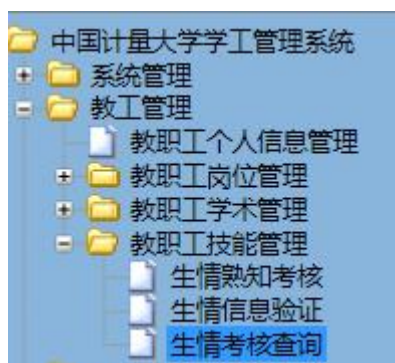 中国计量大学学工管理系统
系统管理
教工管理
教职工个人信息管理
教职工岗位管理
教职工学术管理
教职工技能管理
生情熟知考核
生情信息验证
生情考核查询